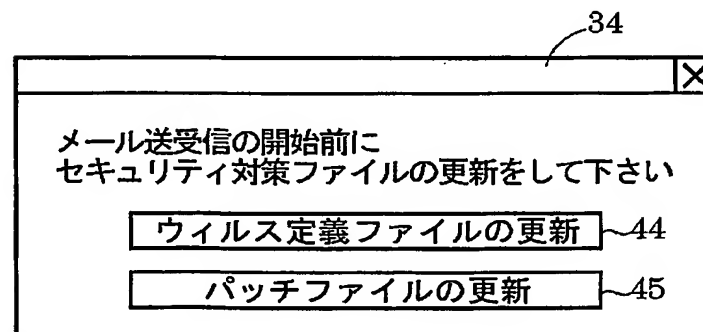 34
メール送受信の開始前に
セキュリティ対策ファイルの更新をして下さい
ウィルス定義ファイルの更新 44
パッチファイルの更新 45